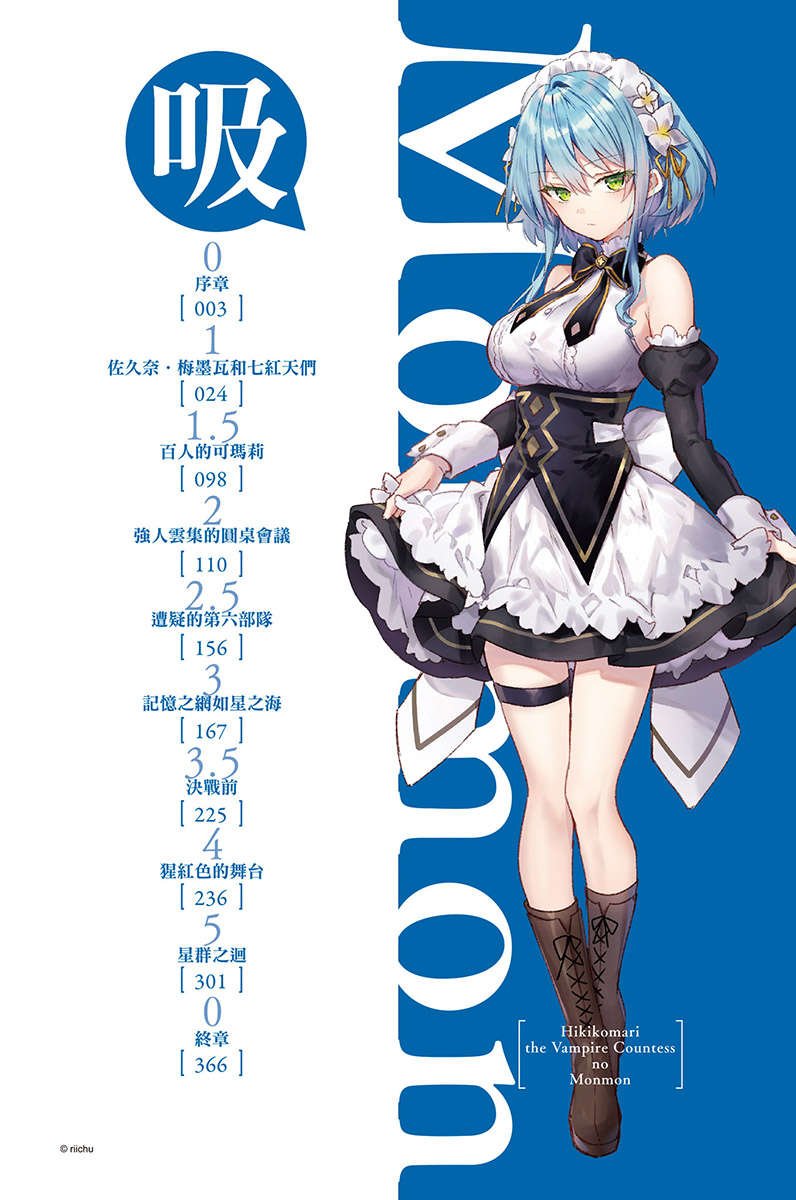 吸
0
序章
[ 003 ]
1
佐久奈・梅墨瓦和七紅天們
[ 024 ]
1.5
百人的可瑪莉
[ 098 ]
2
強人雲集的圓桌會議
[ 110 ]
2.5
遭疑的第六部隊
[ 156 ]
3
記憶之網如星之海
[ 167 ]
3.5
決戰前
[ 225 ]
4
猩紅色的舞台
[ 236 ]
5
星群之迴
[ 301 ]
0
終章
[ 366 ]
© riichu
Monmon
Hikikomari
the Vampire Countess
no
Monmon